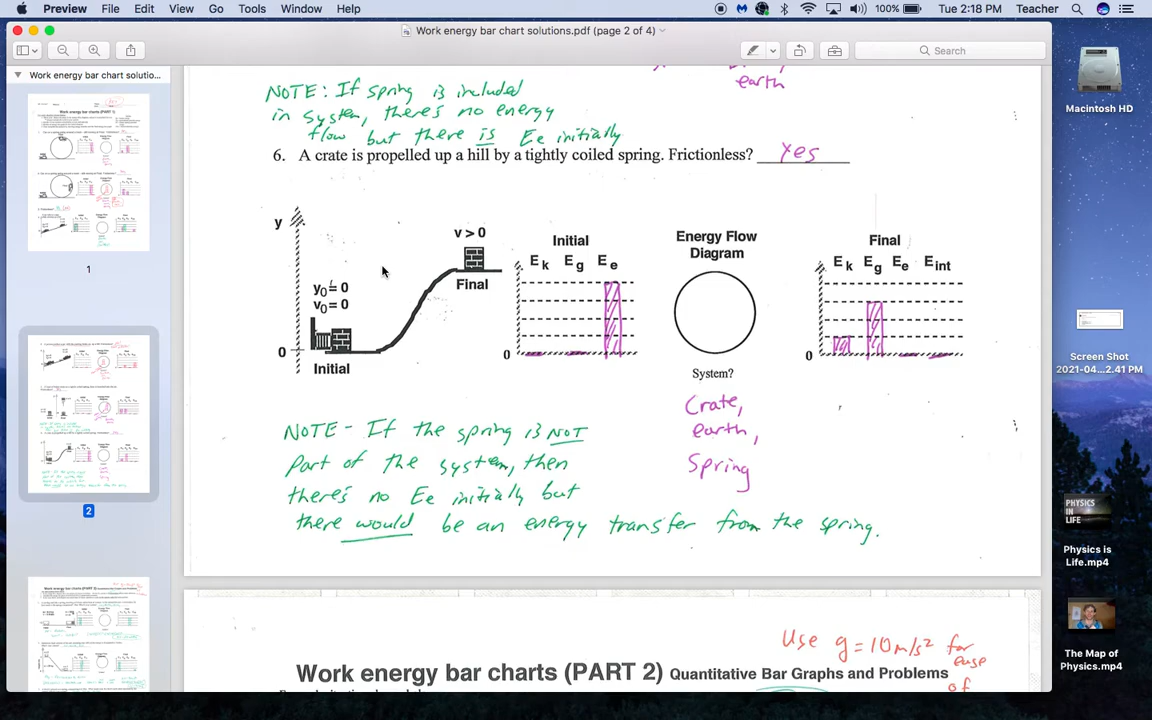 Preview File Edit View Go Tools Window Help 100% Tue 2:18 PM Teacher
Work energy bar chart solutions.pdf (page 2 of 4)
Search
Work energy bar chart solutio...
1
2
earth
NOTE: If spring is included
in system, there's no energy
flow but there is Ee initially
6. A crate is propelled up a hill by a tightly coiled spring. Frictionless? Yes
y
v > 0
Final
y0 = 0
v0 = 0
0
Initial
Initial
Ek Eg Ee
0
Energy Flow
Diagram
System?
Crate,
earth,
Spring
Final
Ek Eg Ee Eint
0
NOTE - If the spring is NOT
part of the system, then
there's no Ee initially but
there would be an energy transfer from the spring.
Use g = 10 m/s² for
ease
of
Work energy bar charts (PART 2) Quantitative Bar Graphs and Problems
Macintosh HD
Screen Shot
2021-04...2.41 PM
PHYSICS
IN
LIFE
Physics is
Life.mp4
The Map of
Physics.mp4